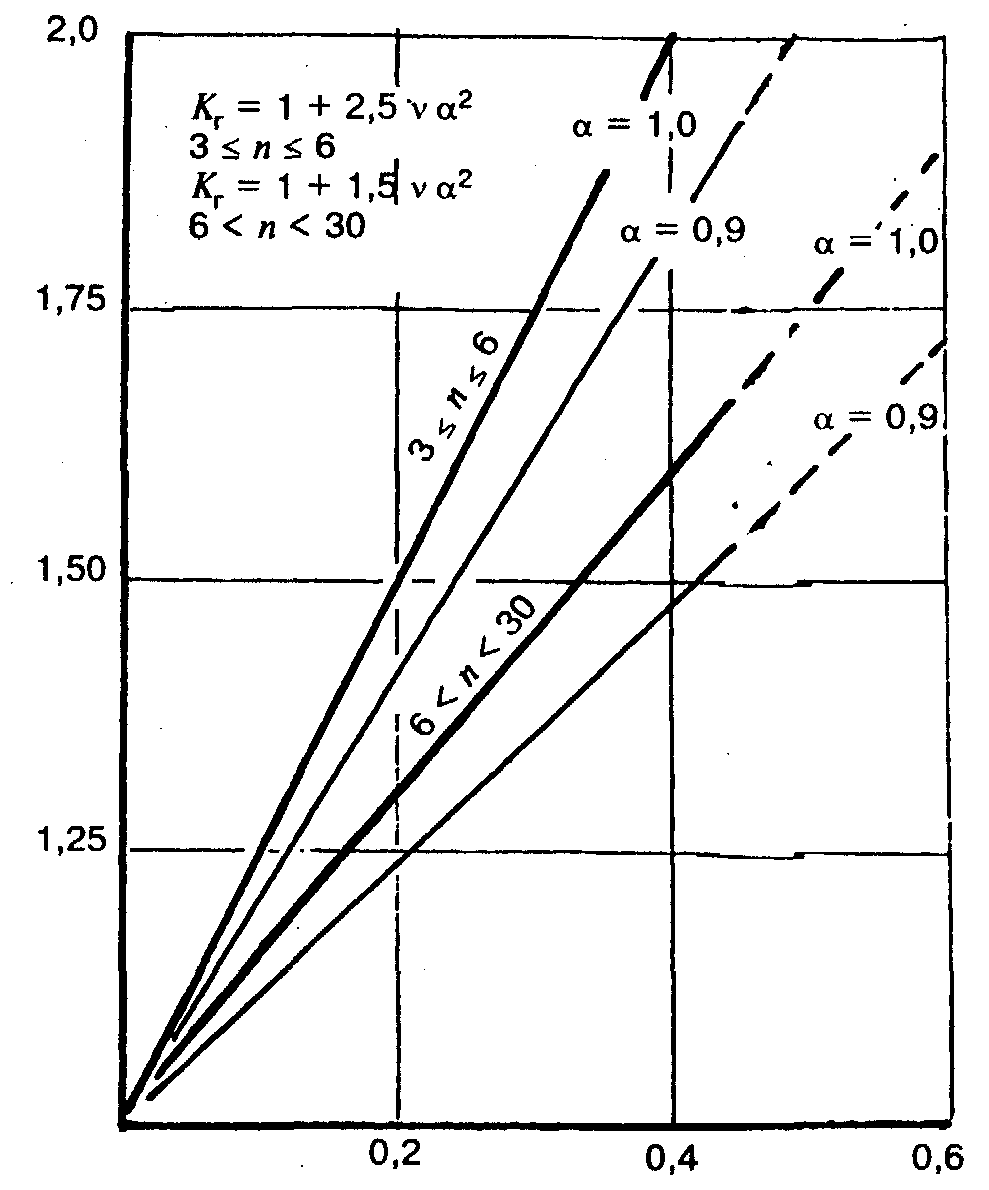 2,0
K_r = 1 + 2,5 ν α²
3 ≤ n ≤ 6
K_r = 1 + 1,5 ν α²
6 < n < 30
α = 1,0
α = 0,9
α = 1,0
1,75
3 ≤ n ≤ 6
α = 0,9
1,50
6 < n < 30
1,25
0,2
0,4
0,6